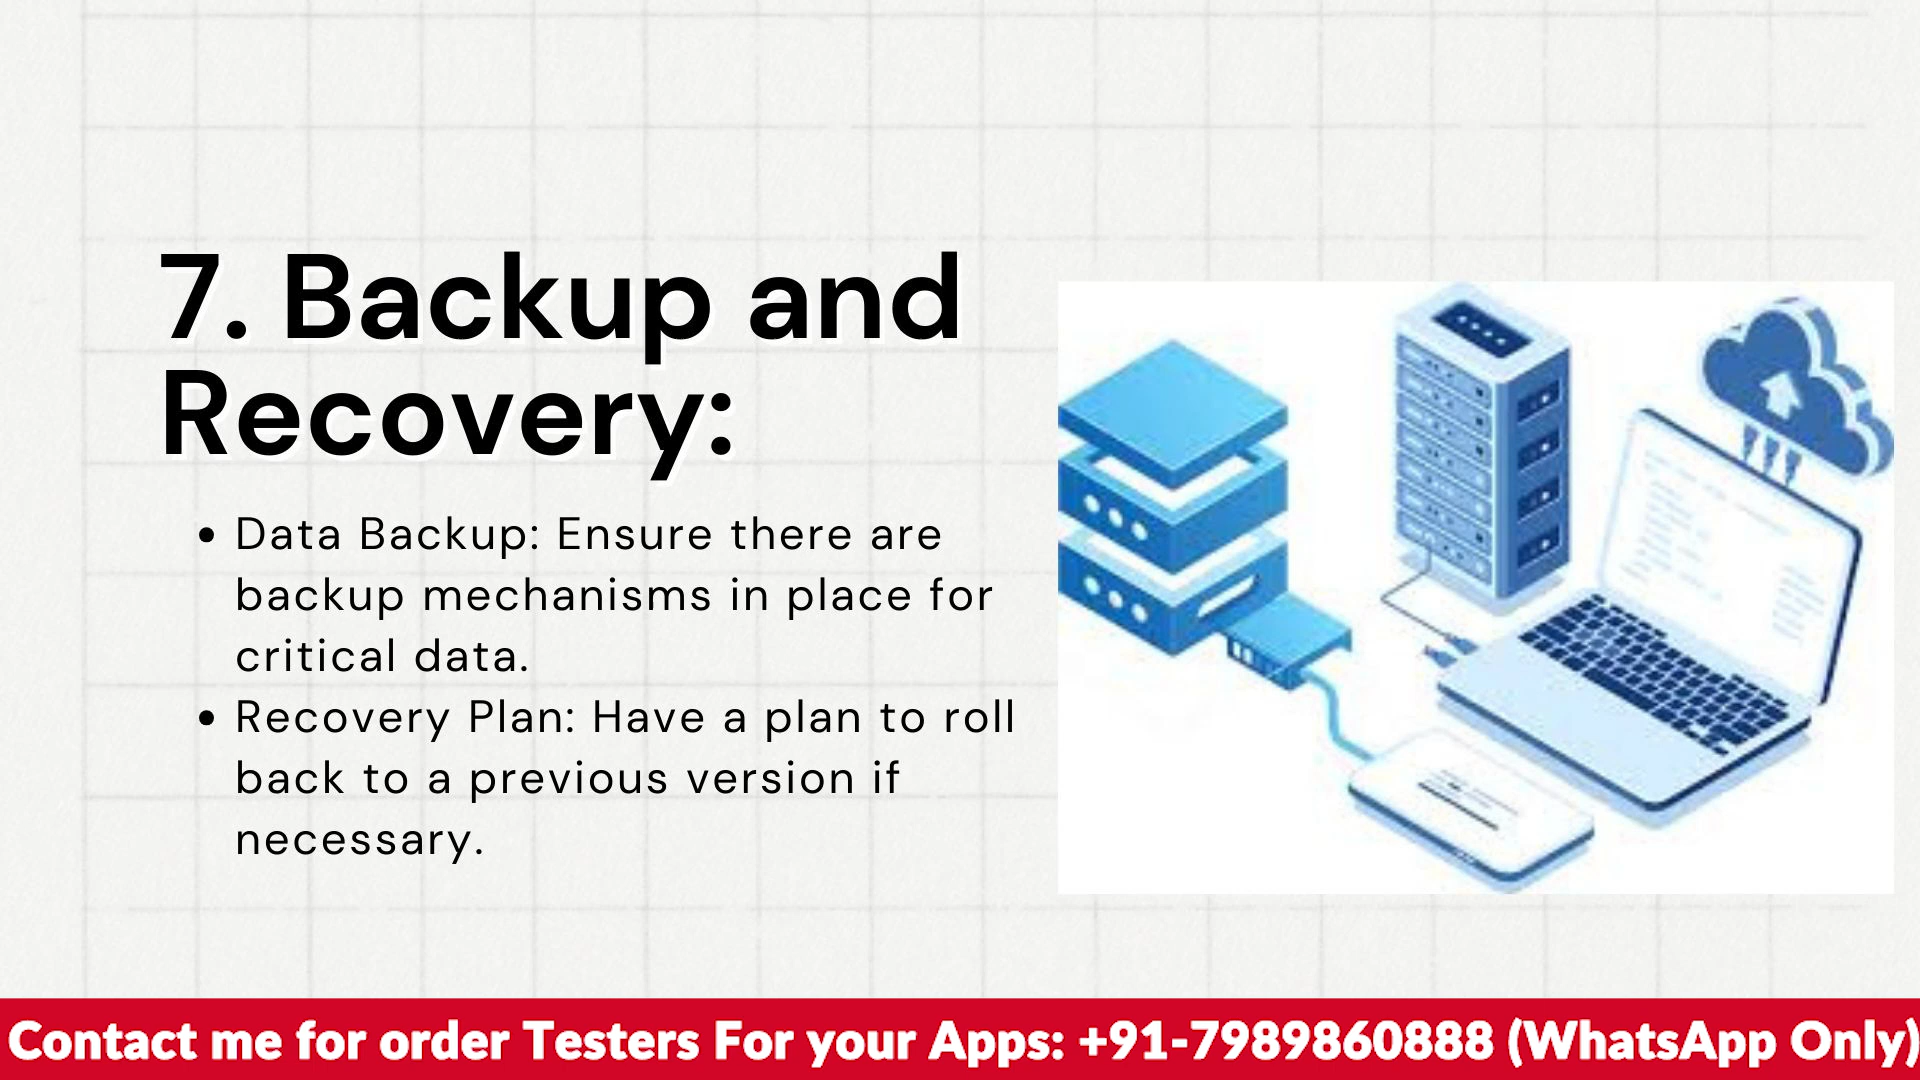 7. Backup and
Recovery:
• Data Backup: Ensure there are
backup mechanisms in place for
critical data.
• Recovery Plan: Have a plan to roll
back to a previous version if
necessary.
Contact me for order Testers For your Apps: +91-7989860888 (WhatsApp Only)